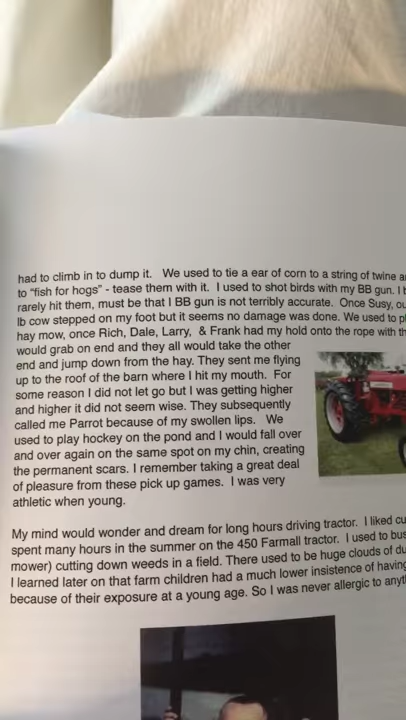 had to climb in to dump it. We used to tie a ear of corn to a string of twine
to "fish for hogs" - tease them with it. I used to shot birds with my BB gun. I
rarely hit them, must be that I BB gun is not terribly accurate. Once Susy,
lb cow stepped on my foot but it seems no damage was done. We used to
hay mow, once Rich, Dale, Larry, & Frank had my hold onto the rope with
would grab on end and they all would take the other
end and jump down from the hay. They sent me flying
up to the roof of the barn where I hit my mouth. For
some reason I did not let go but I was getting higher
and higher it did not seem wise. They subsequently
called me Parrot because of my swollen lips. We
used to play hockey on the pond and I would fall over
and over again on the same spot on my chin, creating
the permanent scars. I remember taking a great deal
of pleasure from these pick up games. I was very
athletic when young.
My mind would wonder and dream for long hours driving tractor. I liked
spent many hours in the summer on the 450 Farmall tractor. I used to
mower) cutting down weeds in a field. There used to be huge clouds of
I learned later on that farm children had a much lower insistence of having
because of their exposure at a young age. So I was never allergic to